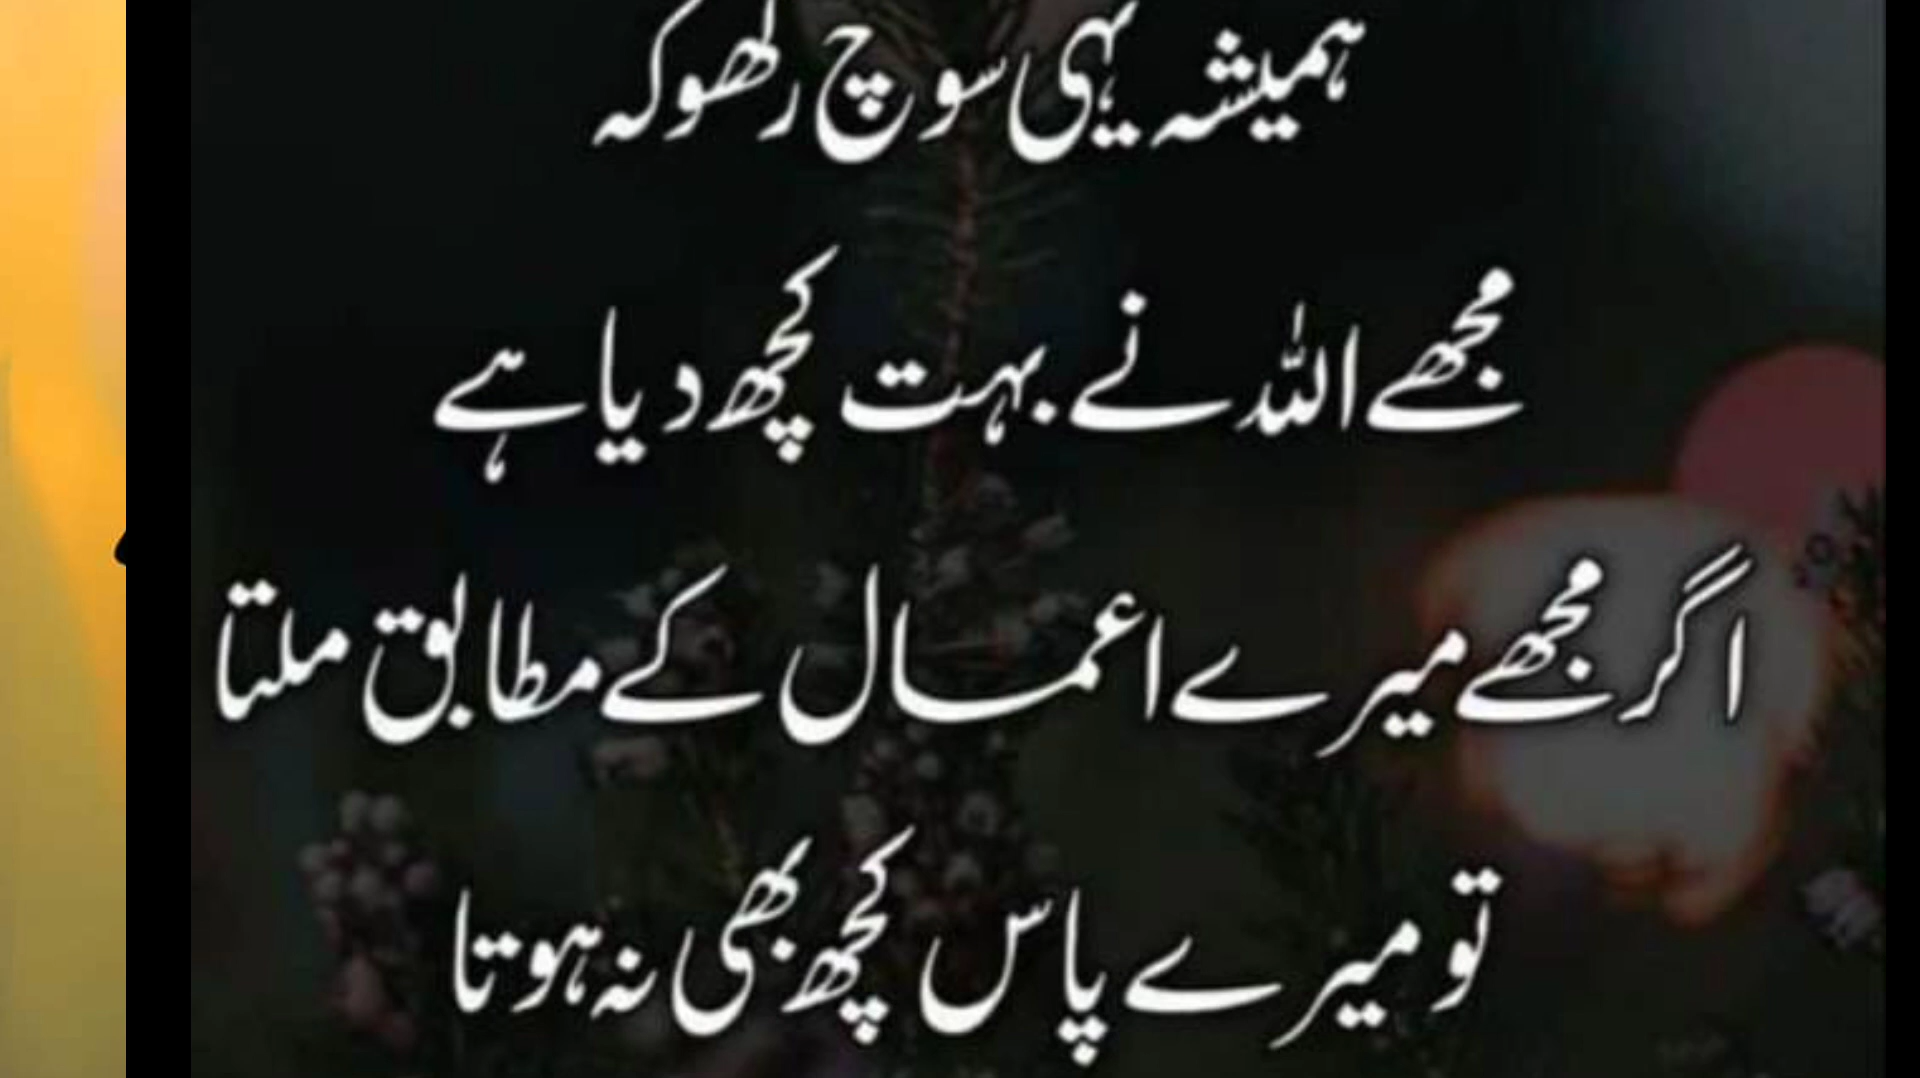 ہمیشہ یہی سوچ رکھو کہ
مجھے اللہ نے بہت کچھ دیا ہے
اگر مجھے میرے اعمال کے مطابق ملتا
تو میرے پاس کچھ بھی نہ ہوتا